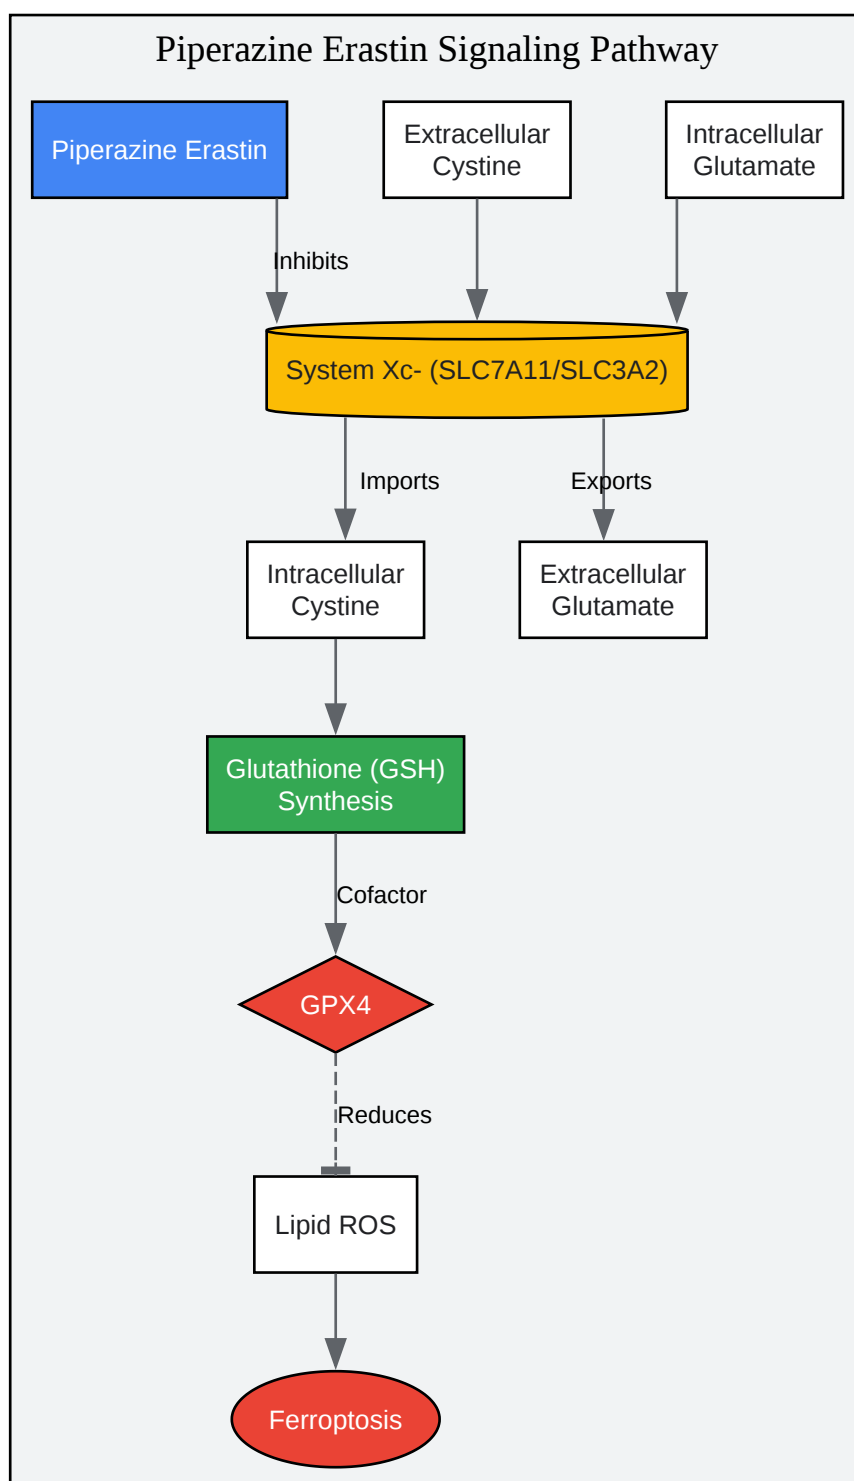 Piperazine Erastin Signaling Pathway
Piperazine Erastin
Extracellular
Cystine
Intracellular
Glutamate
Inhibits
System Xc- (SLC7A11/SLC3A2)
Imports
Exports
Intracellular
Cystine
Extracellular
Glutamate
Glutathione (GSH)
Synthesis
Cofactor
GPX4
Reduces
Lipid ROS
Ferroptosis